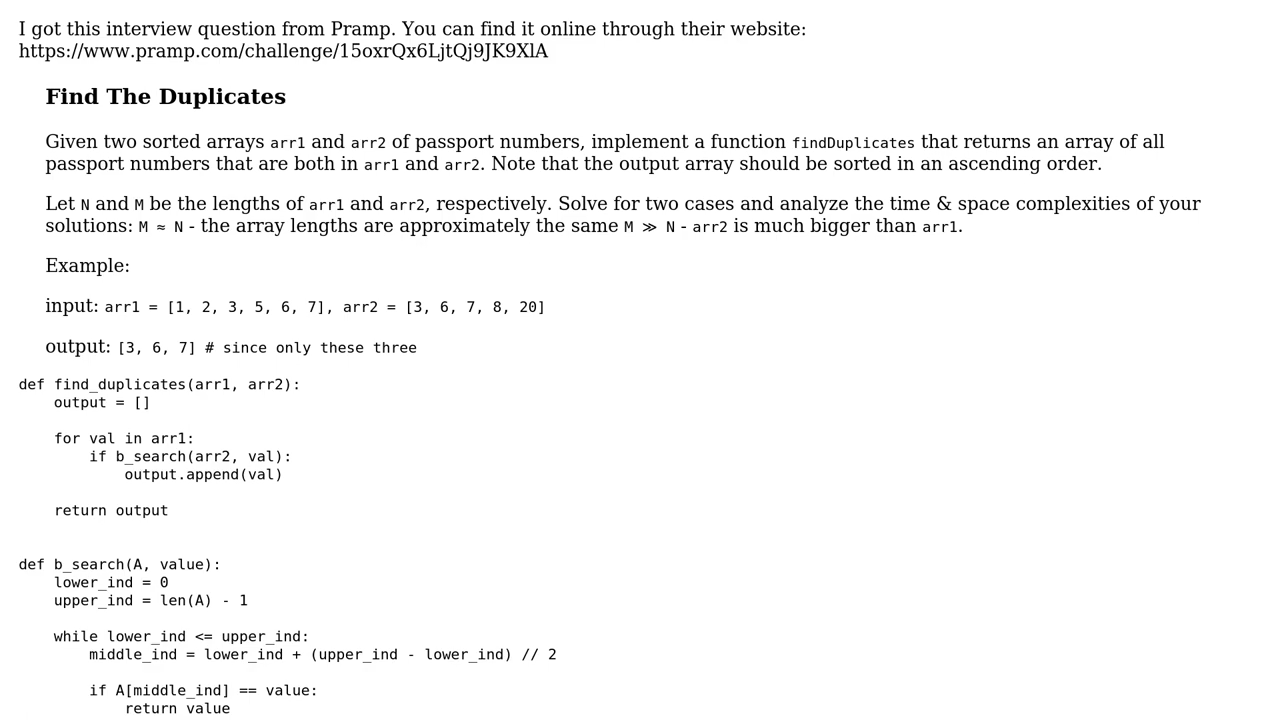 I got this interview question from Pramp. You can find it online through their website:
https://www.pramp.com/challenge/15oxrQx6LjtQj9JK9XlA
Find The Duplicates
Given two sorted arrays arr1 and arr2 of passport numbers, implement a function findDuplicates that returns an array of all
passport numbers that are both in arr1 and arr2. Note that the output array should be sorted in an ascending order.
Let N and M be the lengths of arr1 and arr2, respectively. Solve for two cases and analyze the time & space complexities of your
solutions: M ≈ N - the array lengths are approximately the same M ≫ N - arr2 is much bigger than arr1.
Example:
input: arr1 = [1, 2, 3, 5, 6, 7], arr2 = [3, 6, 7, 8, 20]
output: [3, 6, 7] # since only these three
def find_duplicates(arr1, arr2):
    output = []
    for val in arr1:
        if b_search(arr2, val):
            output.append(val)
    return output
def b_search(A, value):
    lower_ind = 0
    upper_ind = len(A) - 1
    while lower_ind <= upper_ind:
        middle_ind = lower_ind + (upper_ind - lower_ind) // 2
        if A[middle_ind] == value:
            return value